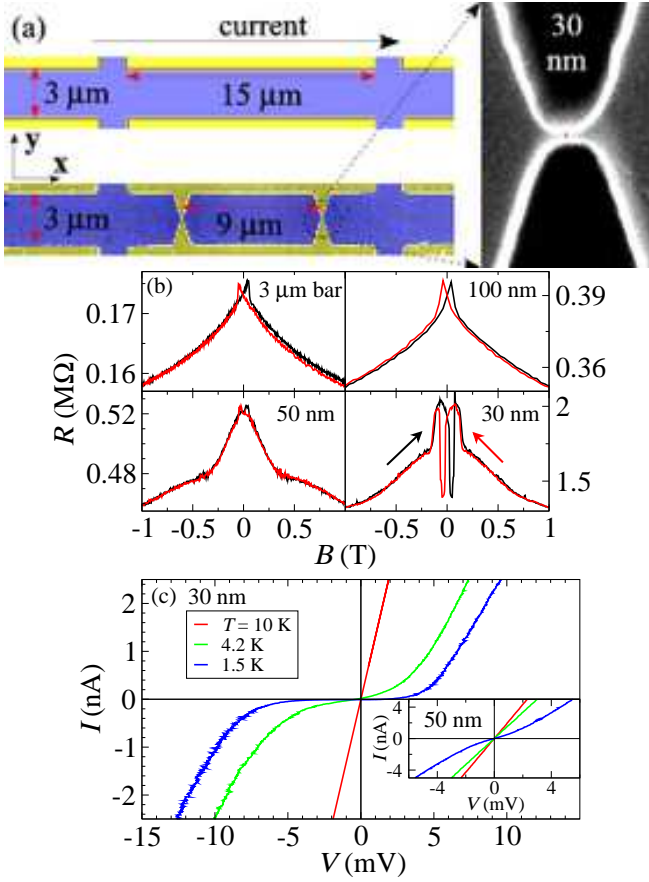 (a) current
30
nm
3 μm 15 μm
y
x
3 μm 9 μm
(b) 3 μm bar 100 nm
0.17 0.39
0.16 0.36
R (MΩ)
50 nm 30 nm
0.52 2
0.48 1.5
-1 -0.5 0 0.5 -0.5 0 0.5 1
B (T)
(c) 30 nm
T = 10 K
4.2 K
1.5 K
2
1
0
-1
-2
I (nA)
50 nm
4
0
-4
I (nA)
-4 0 4
V (mV)
-15 -10 -5 0 5 10
V (mV)